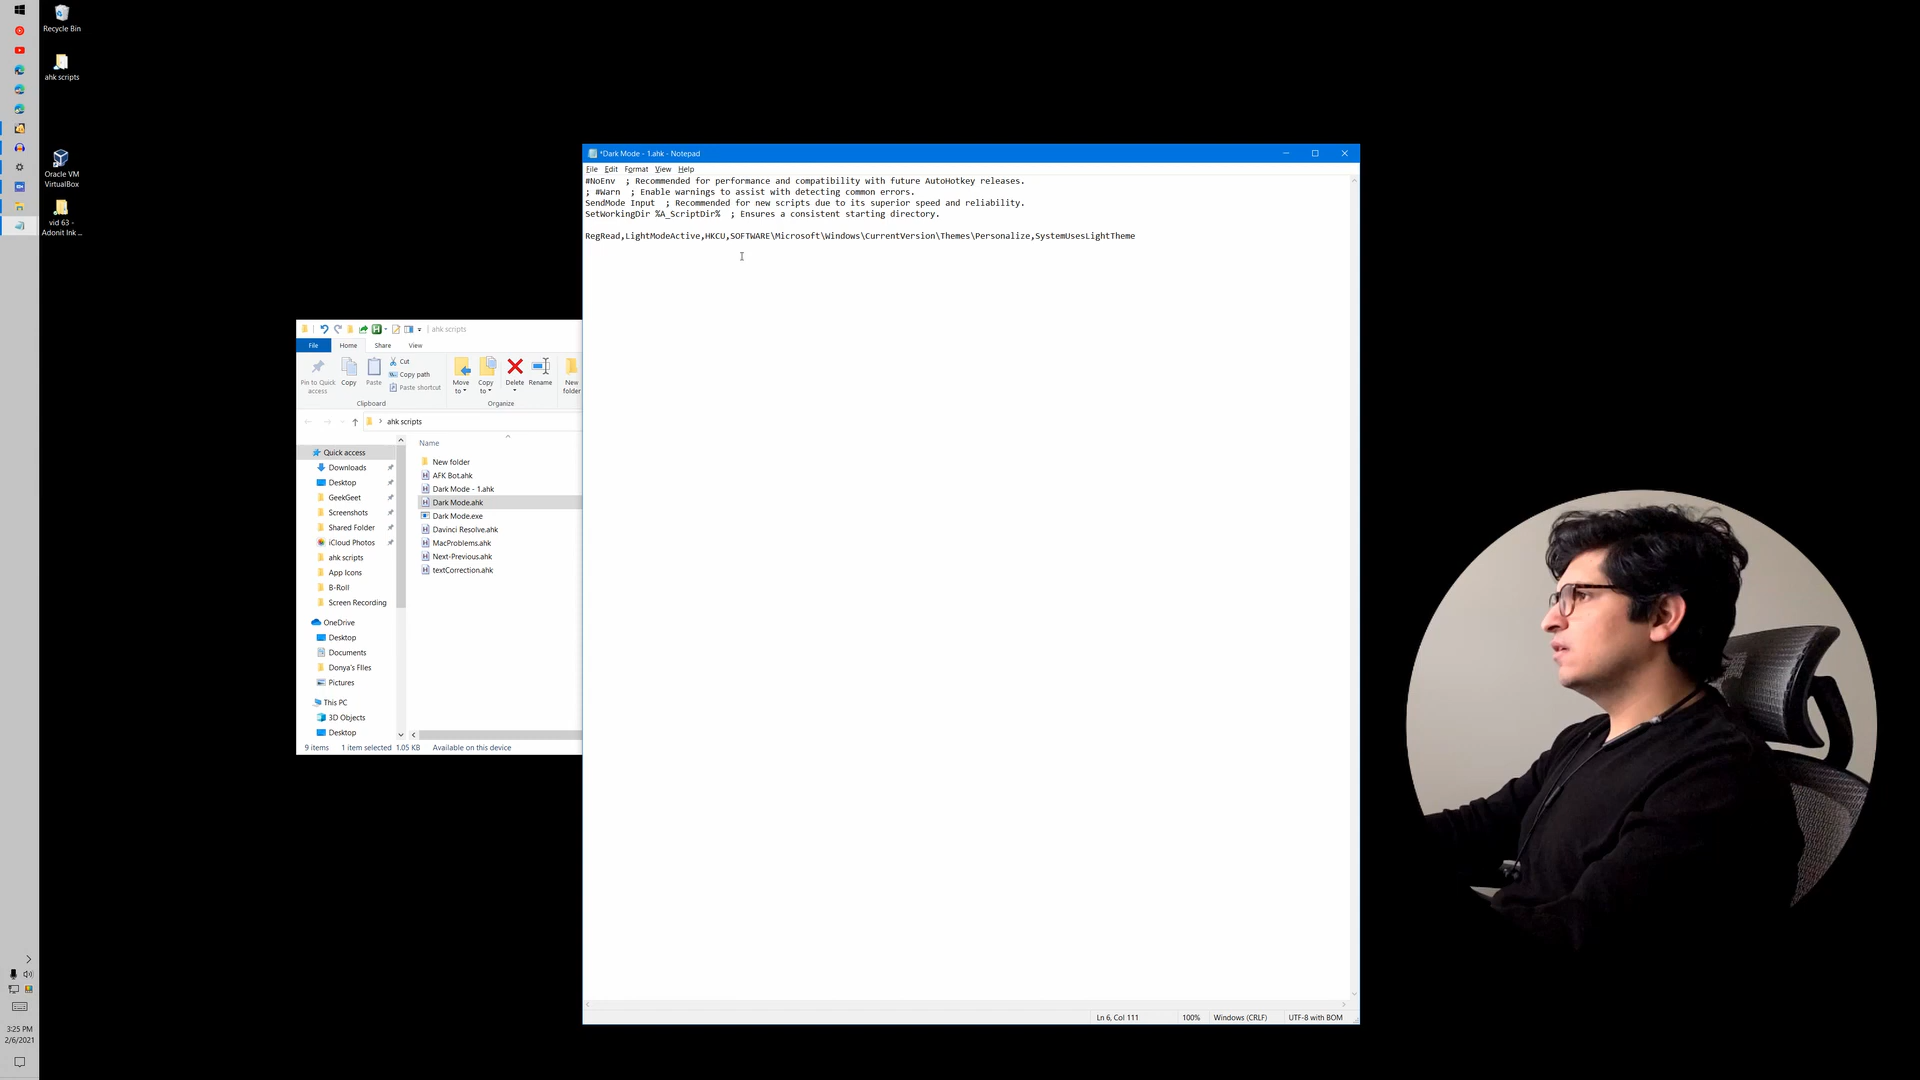 Recycle Bin
ahk scripts
Oracle VM
VirtualBox
vid 63 -
Adonit Ink ...
3:25 PM
2/6/2021
*Dark Mode - 1.ahk - Notepad
File Edit Format View Help
#NoEnv  ; Recommended for performance and compatibility with future AutoHotkey releases.
; #Warn  ; Enable warnings to assist with detecting common errors.
SendMode Input  ; Recommended for new scripts due to its superior speed and reliability.
SetWorkingDir %A_ScriptDir%  ; Ensures a consistent starting directory.
RegRead,LightModeActive,HKCU,SOFTWARE\Microsoft\Windows\CurrentVersion\Themes\Personalize,SystemUsesLightTheme
Ln 6, Col 111
100%
Windows (CRLF)
UTF-8 with BOM
ahk scripts
File Home Share View
Pin to Quick
access
Copy
Paste
Cut
Copy path
Paste shortcut
Move
to
Copy
to
Delete
Rename
New
folder
Clipboard
Organize
ahk scripts
Quick access
Downloads
Desktop
GeekGeet
Screenshots
Shared Folder
iCloud Photos
ahk scripts
App Icons
B-Roll
Screen Recording
OneDrive
Desktop
Documents
Donya's FIles
Pictures
This PC
3D Objects
Desktop
Name
New folder
AFK Bot.ahk
Dark Mode - 1.ahk
Dark Mode.ahk
Dark Mode.exe
Davinci Resolve.ahk
MacProblems.ahk
Next-Previous.ahk
textCorrection.ahk
9 items
1 item selected 1.05 KB
Available on this device